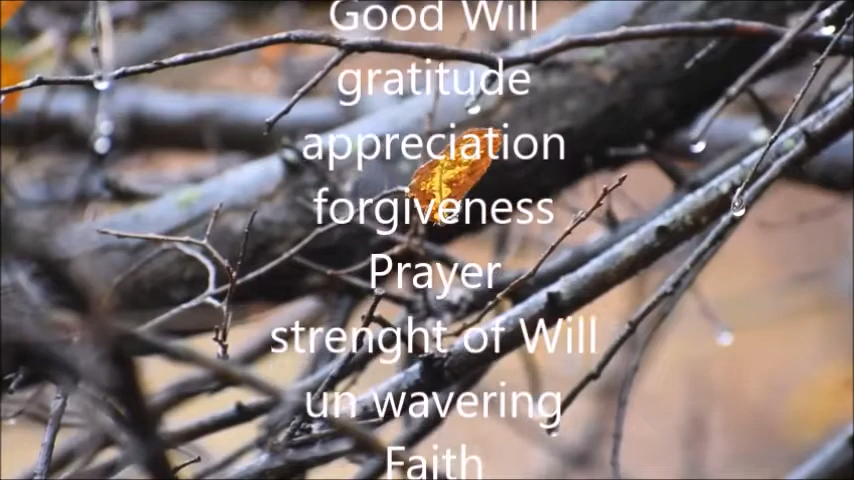 Good Will
gratitude
appreciation
forgiveness
Prayer
strenght of Will
un wavering
Faith